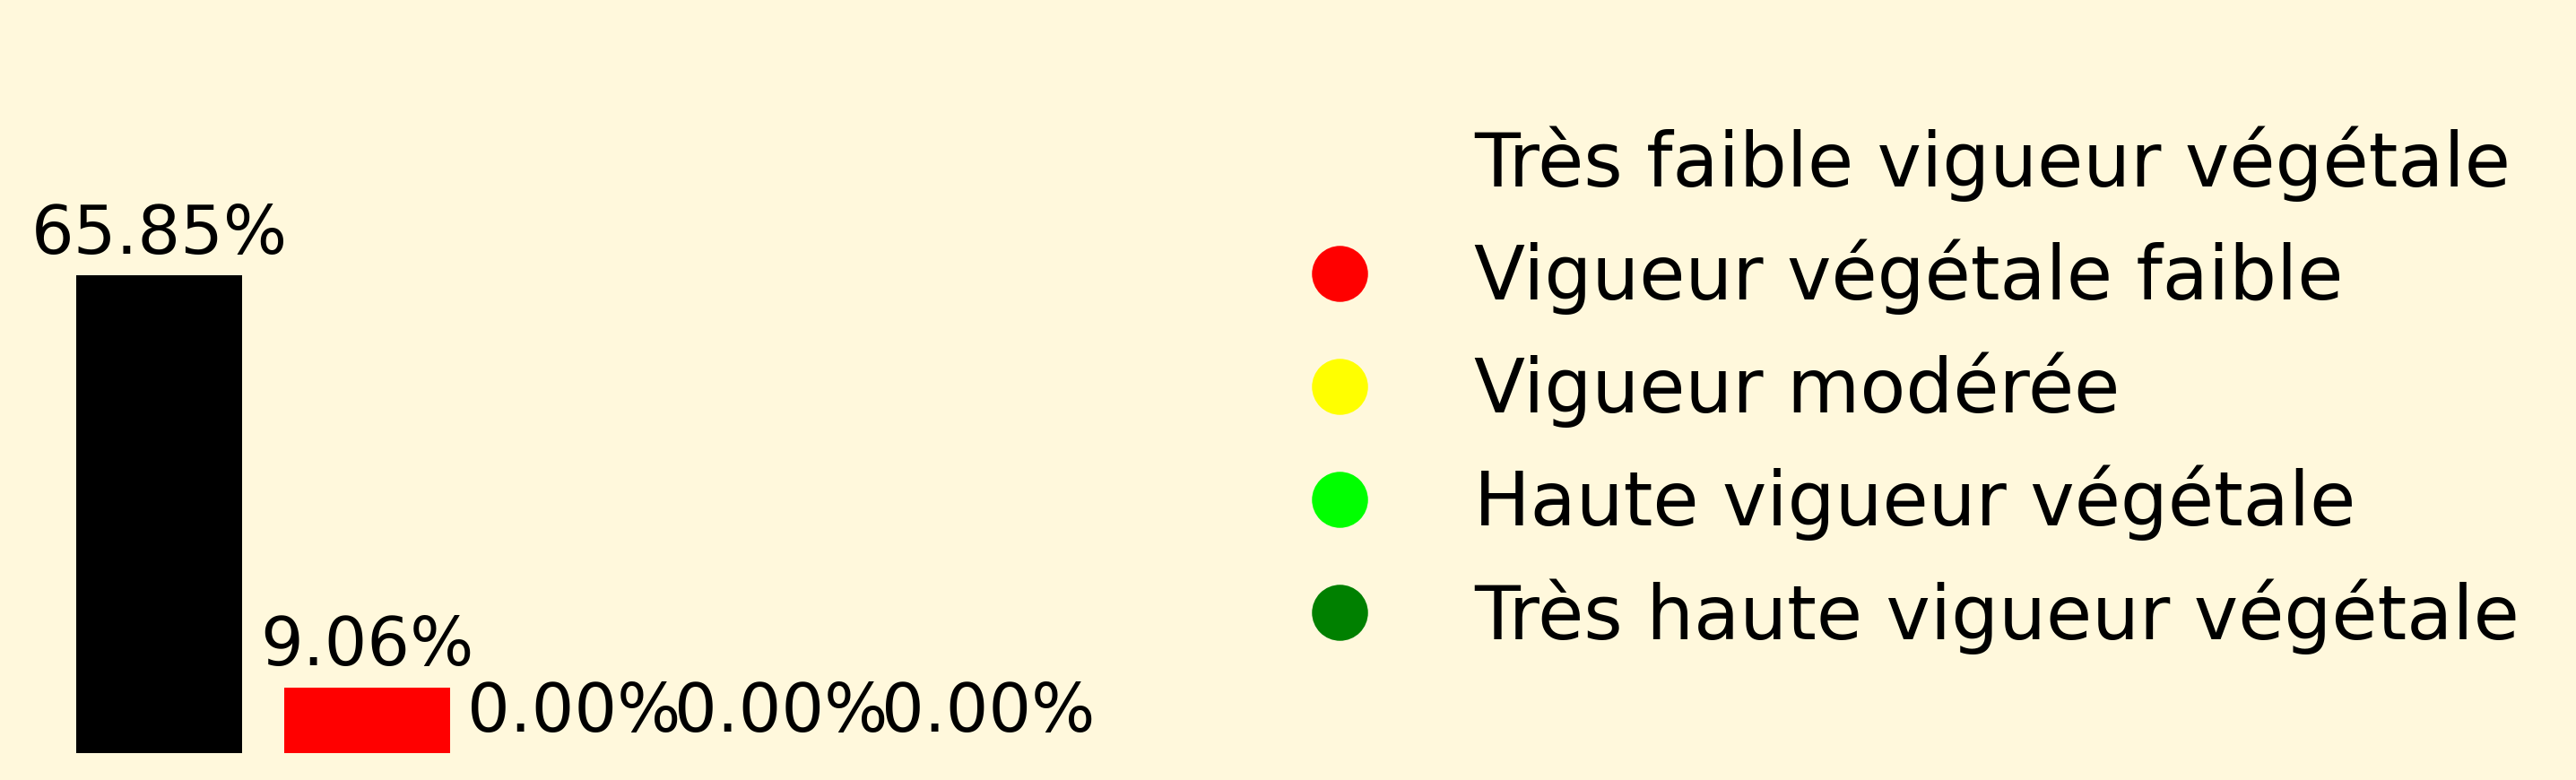 65.85%
9.06%
0.00%
0.00%
0.00%
Très faible vigueur végétale
Vigueur végétale faible
Vigueur modérée
Haute vigueur végétale
Très haute vigueur végétale